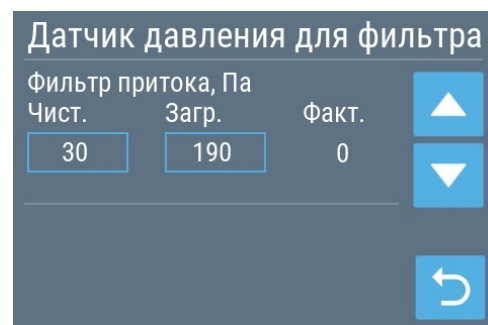 Датчик давления для фильтра
Фильтр притока, Па
Чист. Загр. Факт.
30 190 0